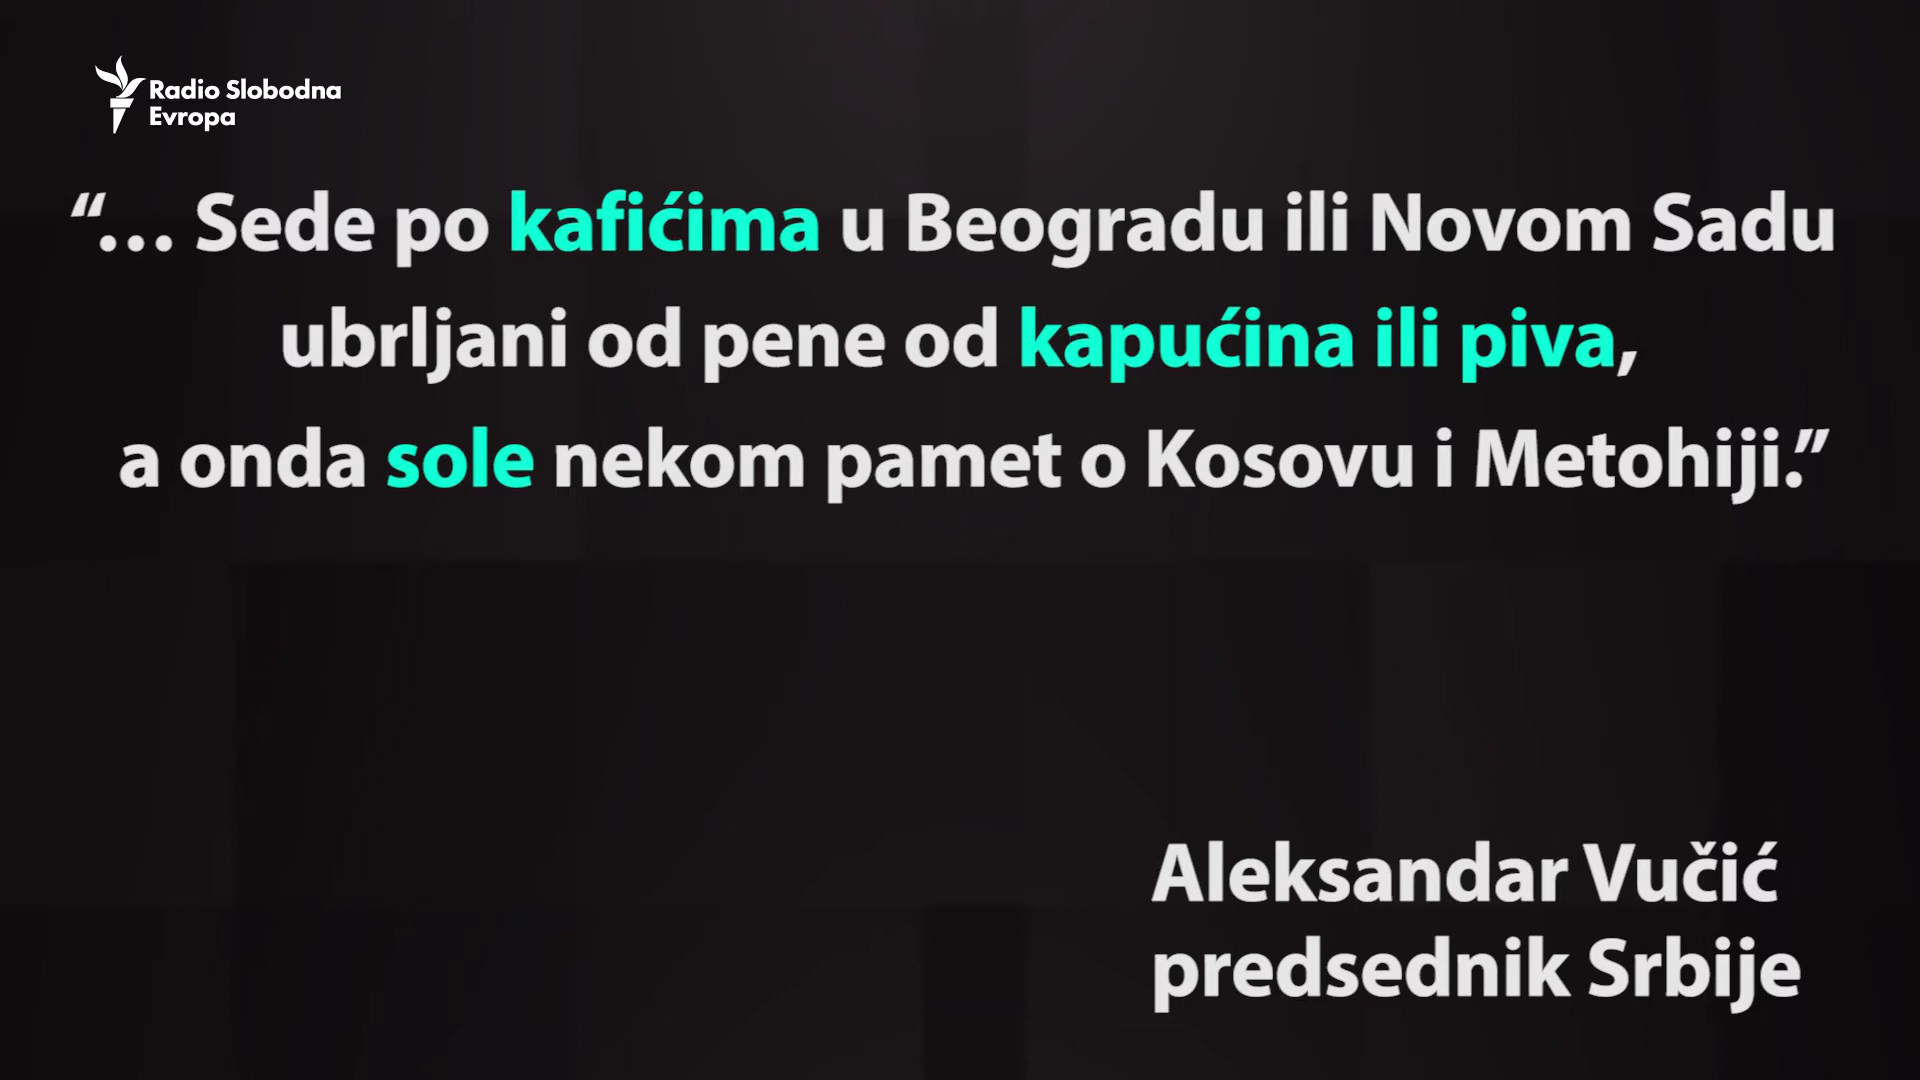 Radio Slobodna
Evropa
“... Sede po kafićima u Beogradu ili Novom Sadu
ubrljani od pene od kapućina ili piva,
a onda sole nekom pamet o Kosovu i Metohiji.”
Aleksandar Vučić
predsednik Srbije